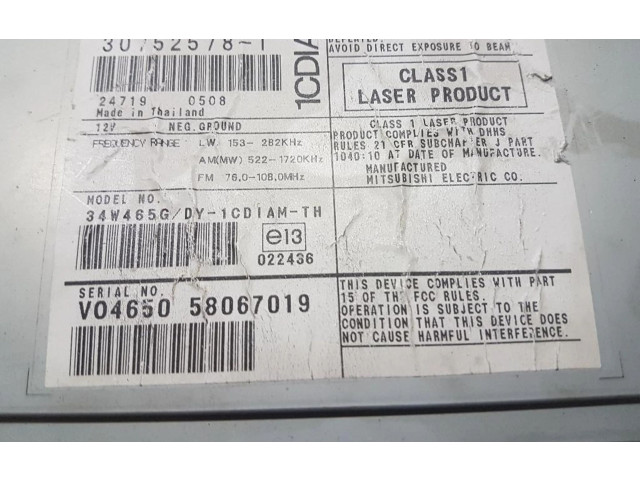 30752578-1
1CDIA
24719 0508
Made in Thailand
12V NEG.GROUND
FREQUENCY RANGE: LW 153-282KHz
AM(MW) 522-1720KHz
FM 76.0-108.0MHz
MODEL NO.
34W465G/DY-1CDIAM-TH
e13
022436
SERIAL NO.
VO4650 58067019
DEFEATED.
AVOID DIRECT EXPOSURE TO BEAM
CLASS1
LASER PRODUCT
CLASS 1 LASER PRODUCT
PRODUCT COMPLIES WITH DHHS
RULES 21 CFR SUBCHAPTER J PART
1040:10 AT DATE OF MANUFACTURE.
MANUFACTURED
MITSUBISHI ELECTRIC CO.
THIS DEVICE COMPLIES WITH PART
15 OF THE FCC RULES.
OPERATION IS SUBJECT TO THE
CONDITION THAT THIS DEVICE DOES
NOT CAUSE HARMFUL INTERFERENCE.